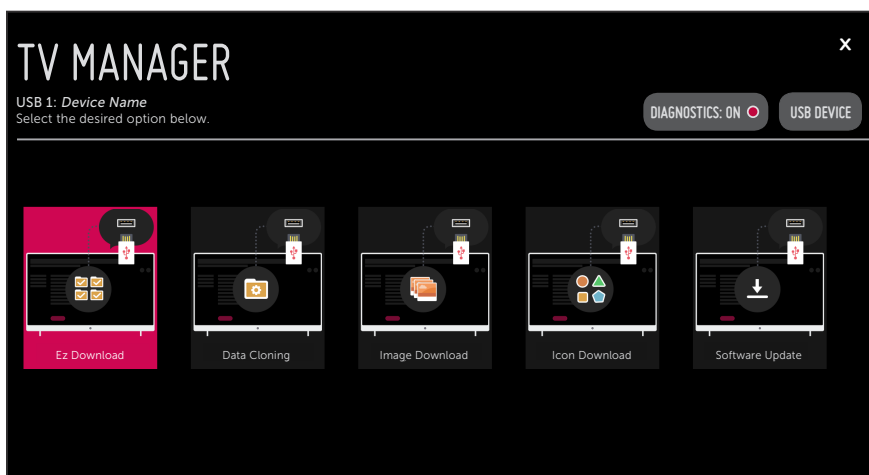 TV MANAGER
X
USB 1: Device Name
Select the desired option below.
DIAGNOSTICS: ON
USB DEVICE
Ez Download
Data Cloning
Image Download
Icon Download
Software Update